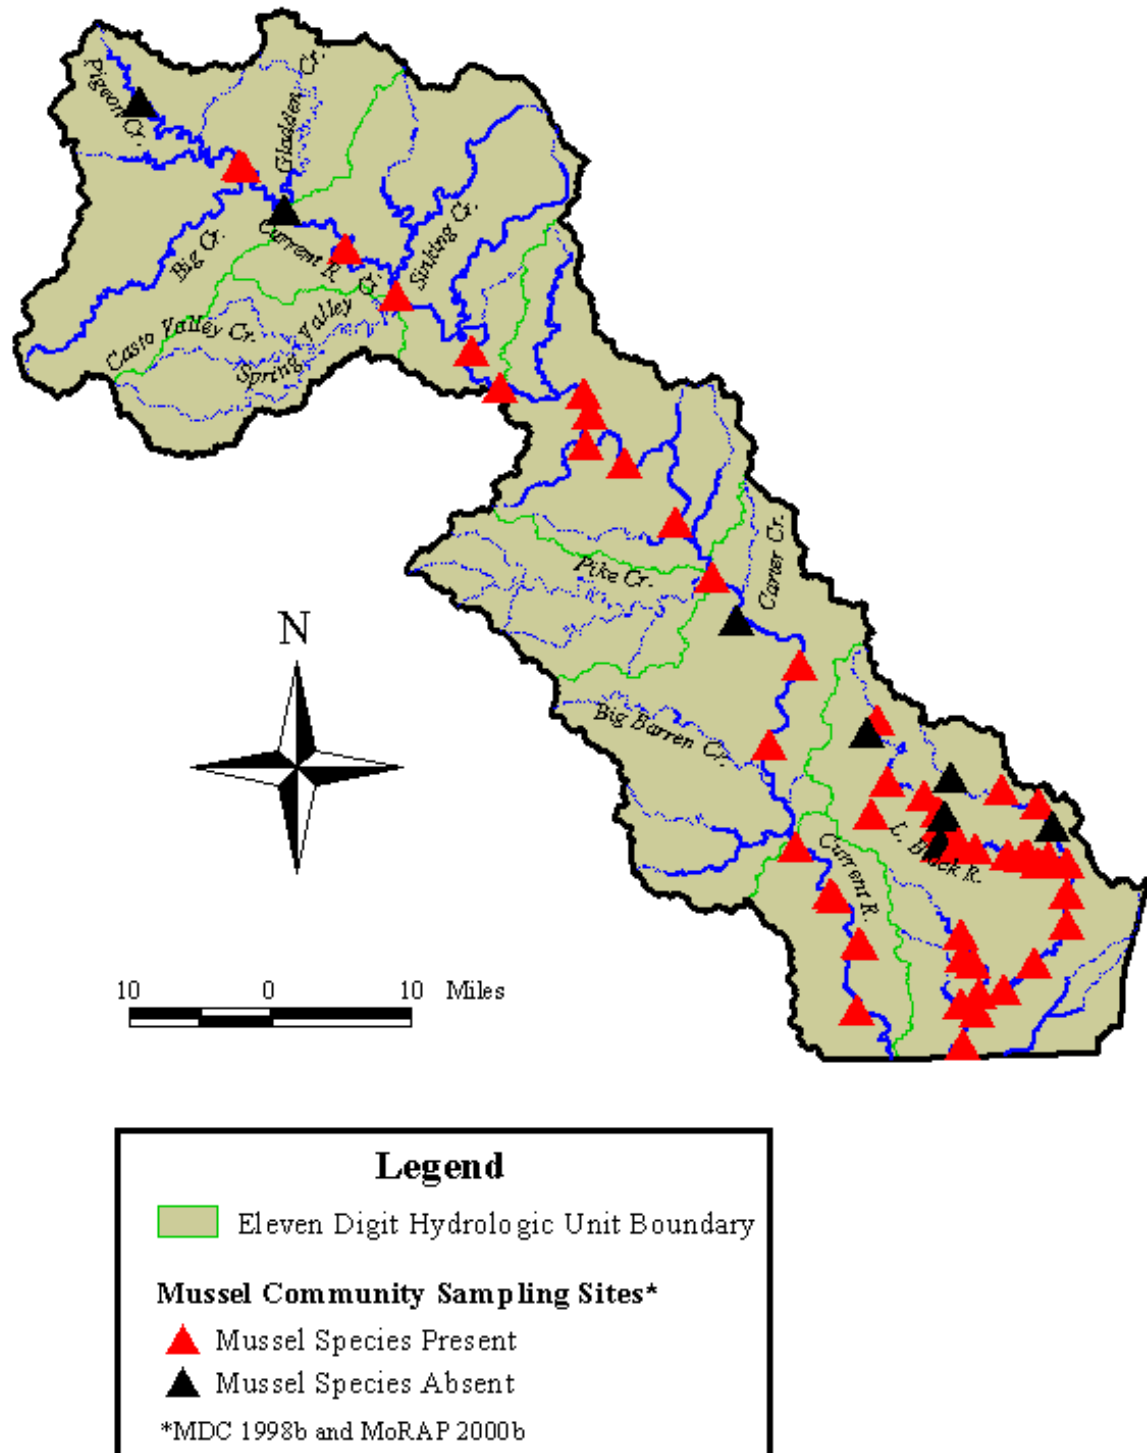 Pigeon Cr.
Gladden Cr.
Big Cr.
Current R.
Sinking Cr.
Casto Valley Cr.
Spring Valley Cr.
Pike Cr.
Carter Cr.
N
Big Barren Cr.
L. Black R.
Current R.
10 0 10 Miles
Legend
Eleven Digit Hydrologic Unit Boundary
Mussel Community Sampling Sites*
Mussel Species Present
Mussel Species Absent
*MDC 1998b and MoRAP 2000b